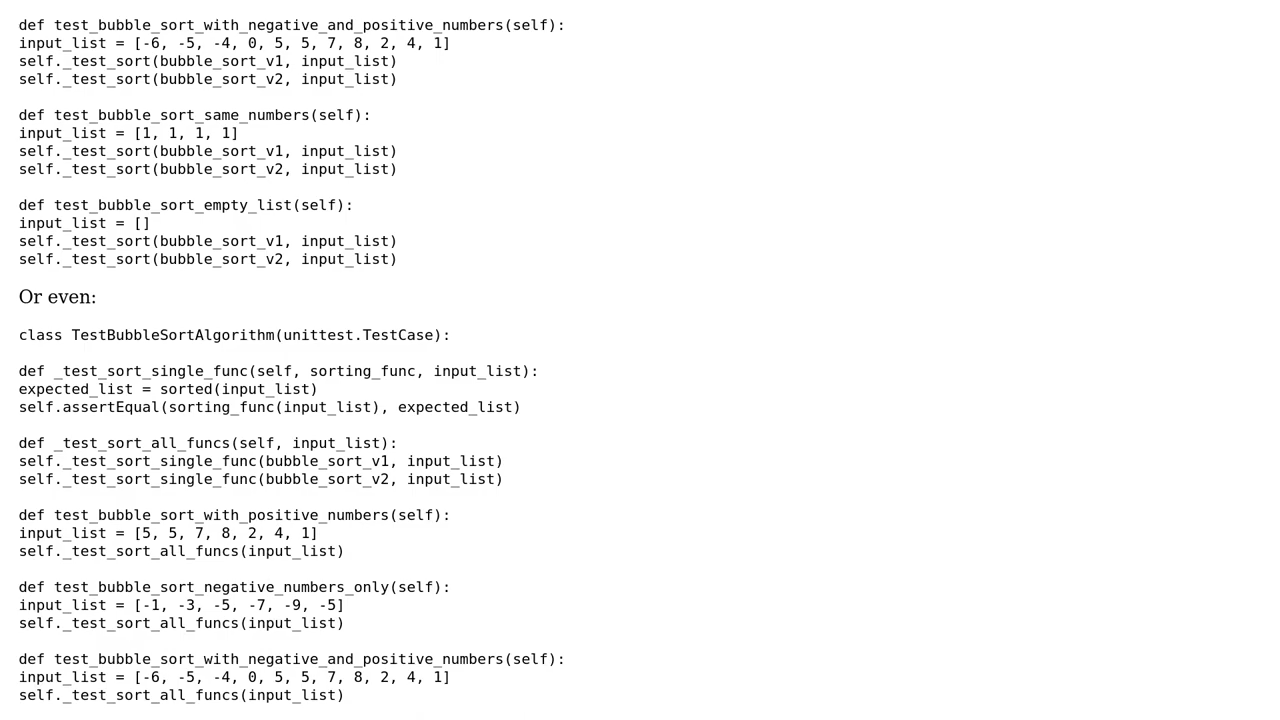 def test_bubble_sort_with_negative_and_positive_numbers(self):
input_list = [-6, -5, -4, 0, 5, 5, 7, 8, 2, 4, 1]
self._test_sort(bubble_sort_v1, input_list)
self._test_sort(bubble_sort_v2, input_list)
def test_bubble_sort_same_numbers(self):
input_list = [1, 1, 1, 1]
self._test_sort(bubble_sort_v1, input_list)
self._test_sort(bubble_sort_v2, input_list)
def test_bubble_sort_empty_list(self):
input_list = []
self._test_sort(bubble_sort_v1, input_list)
self._test_sort(bubble_sort_v2, input_list)
Or even:
class TestBubbleSortAlgorithm(unittest.TestCase):
def _test_sort_single_func(self, sorting_func, input_list):
expected_list = sorted(input_list)
self.assertEqual(sorting_func(input_list), expected_list)
def _test_sort_all_funcs(self, input_list):
self._test_sort_single_func(bubble_sort_v1, input_list)
self._test_sort_single_func(bubble_sort_v2, input_list)
def test_bubble_sort_with_positive_numbers(self):
input_list = [5, 5, 7, 8, 2, 4, 1]
self._test_sort_all_funcs(input_list)
def test_bubble_sort_negative_numbers_only(self):
input_list = [-1, -3, -5, -7, -9, -5]
self._test_sort_all_funcs(input_list)
def test_bubble_sort_with_negative_and_positive_numbers(self):
input_list = [-6, -5, -4, 0, 5, 5, 7, 8, 2, 4, 1]
self._test_sort_all_funcs(input_list)